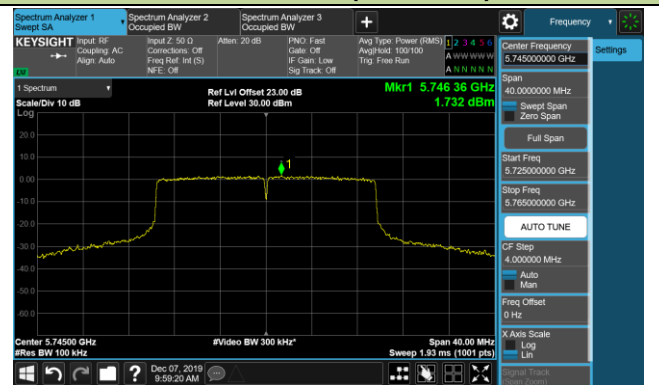 Spectrum Analyzer 1
Swept SA
Spectrum Analyzer 2
Occupied BW
Spectrum Analyzer 3
Occupied BW
+
Frequency
KEYSIGHT
Input: RF
Coupling: AC
Align: Auto
Input Z: 50 Ω
Corrections: Off
Freq Ref: Int (S)
NFE: Off
Atten: 20 dB
PNO: Fast
Gate: Off
IF Gain: Low
Sig Track: Off
Avg Type: Power (RMS)
Avg|Hold: 100/100
Trig: Free Run
1 2 3 4 5 6
A W W W W W
A N N N N N
1 Spectrum
Scale/Div 10 dB
Log
Ref Lvl Offset 23.00 dB
Ref Level 30.00 dBm
Mkr1 5.746 36 GHz
1.732 dBm
20.0
10.0
0.00
-10.0
-20.0
-30.0
-40.0
-50.0
-60.0
1
Center 5.74500 GHz
#Res BW 100 kHz
#Video BW 300 kHz*
Span 40.00 MHz
Sweep 1.93 ms (1001 pts)
Center Frequency
5.745000000 GHz
Settings
Span
40.0000000 MHz
Swept Span
Zero Span
Full Span
Start Freq
5.725000000 GHz
Stop Freq
5.765000000 GHz
AUTO TUNE
CF Step
4.000000 MHz
Auto
Man
Freq Offset
0 Hz
X Axis Scale
Log
Lin
Signal Track
(Span Zoom)
?
Dec 07, 2019
9:59:20 AM